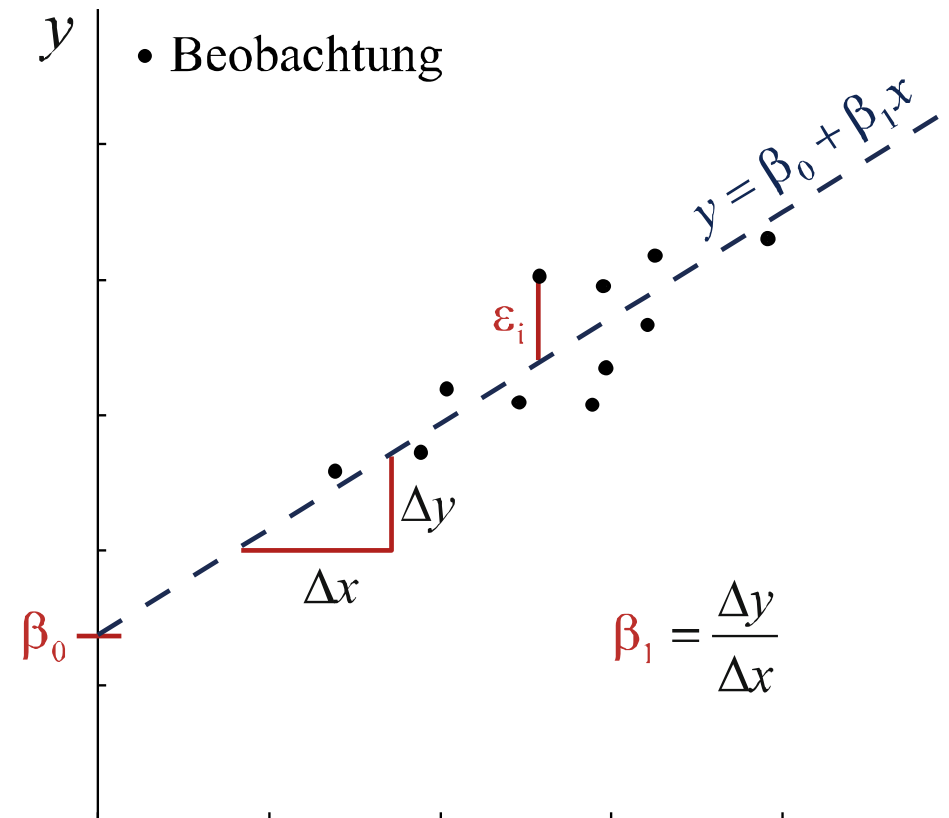 y
Beobachtung
y = β₀ + β₁x
εᵢ
Δy
Δx
β₀
β₁ = Δy/Δx